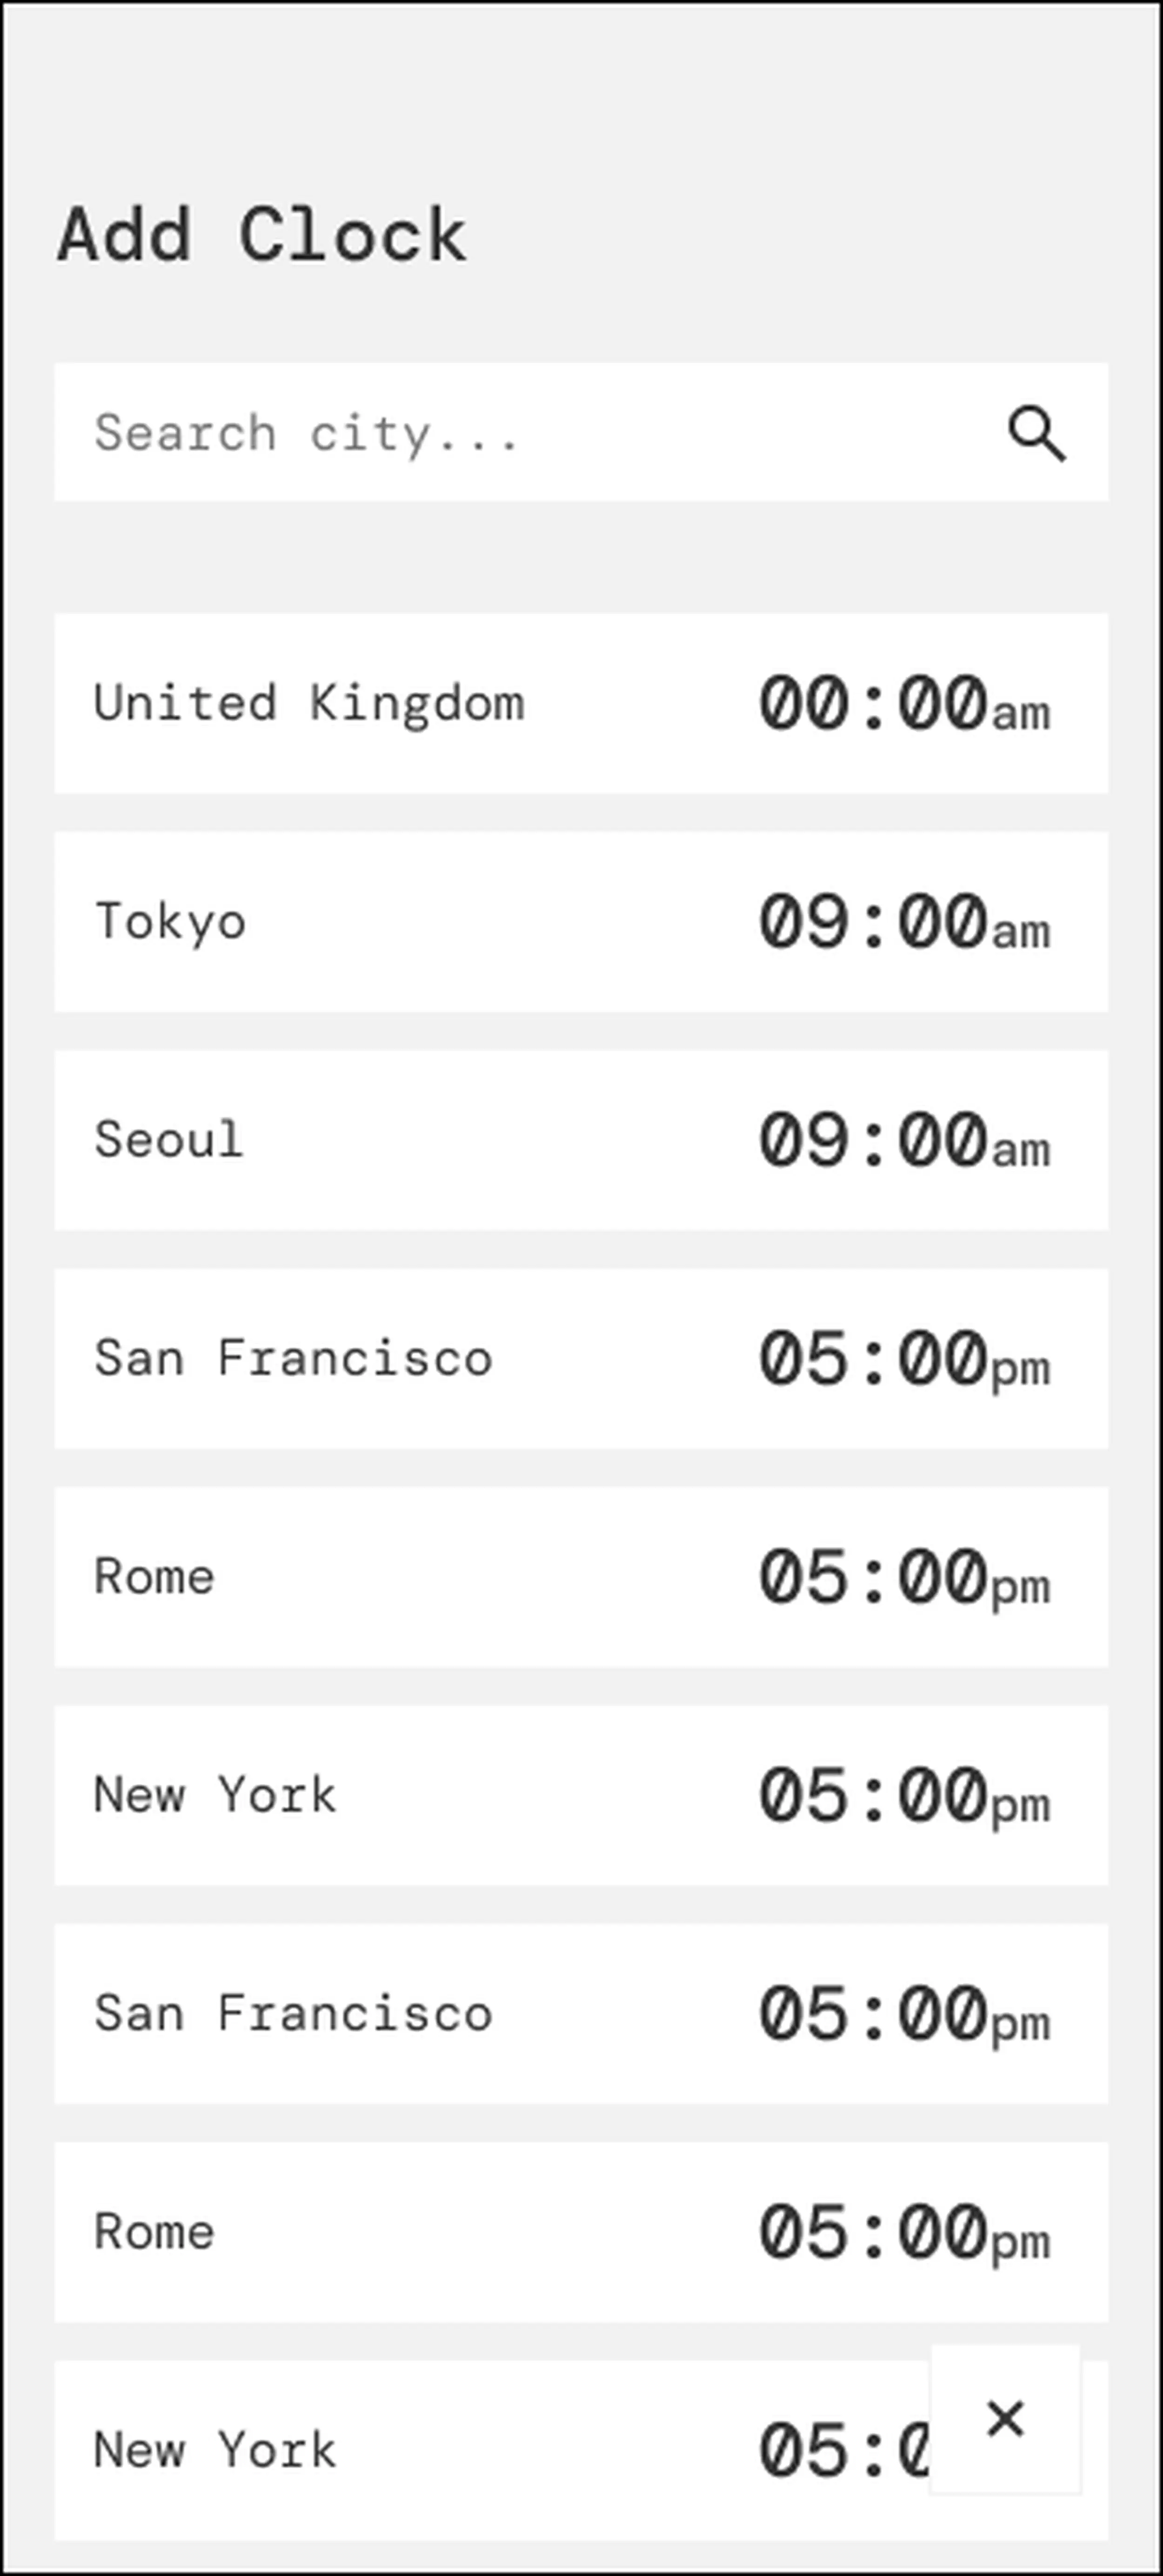 Add Clock
Search city...
United Kingdom 00:00am
Tokyo 09:00am
Seoul 09:00am
San Francisco 05:00pm
Rome 05:00pm
New York 05:00pm
San Francisco 05:00pm
Rome 05:00pm
New York